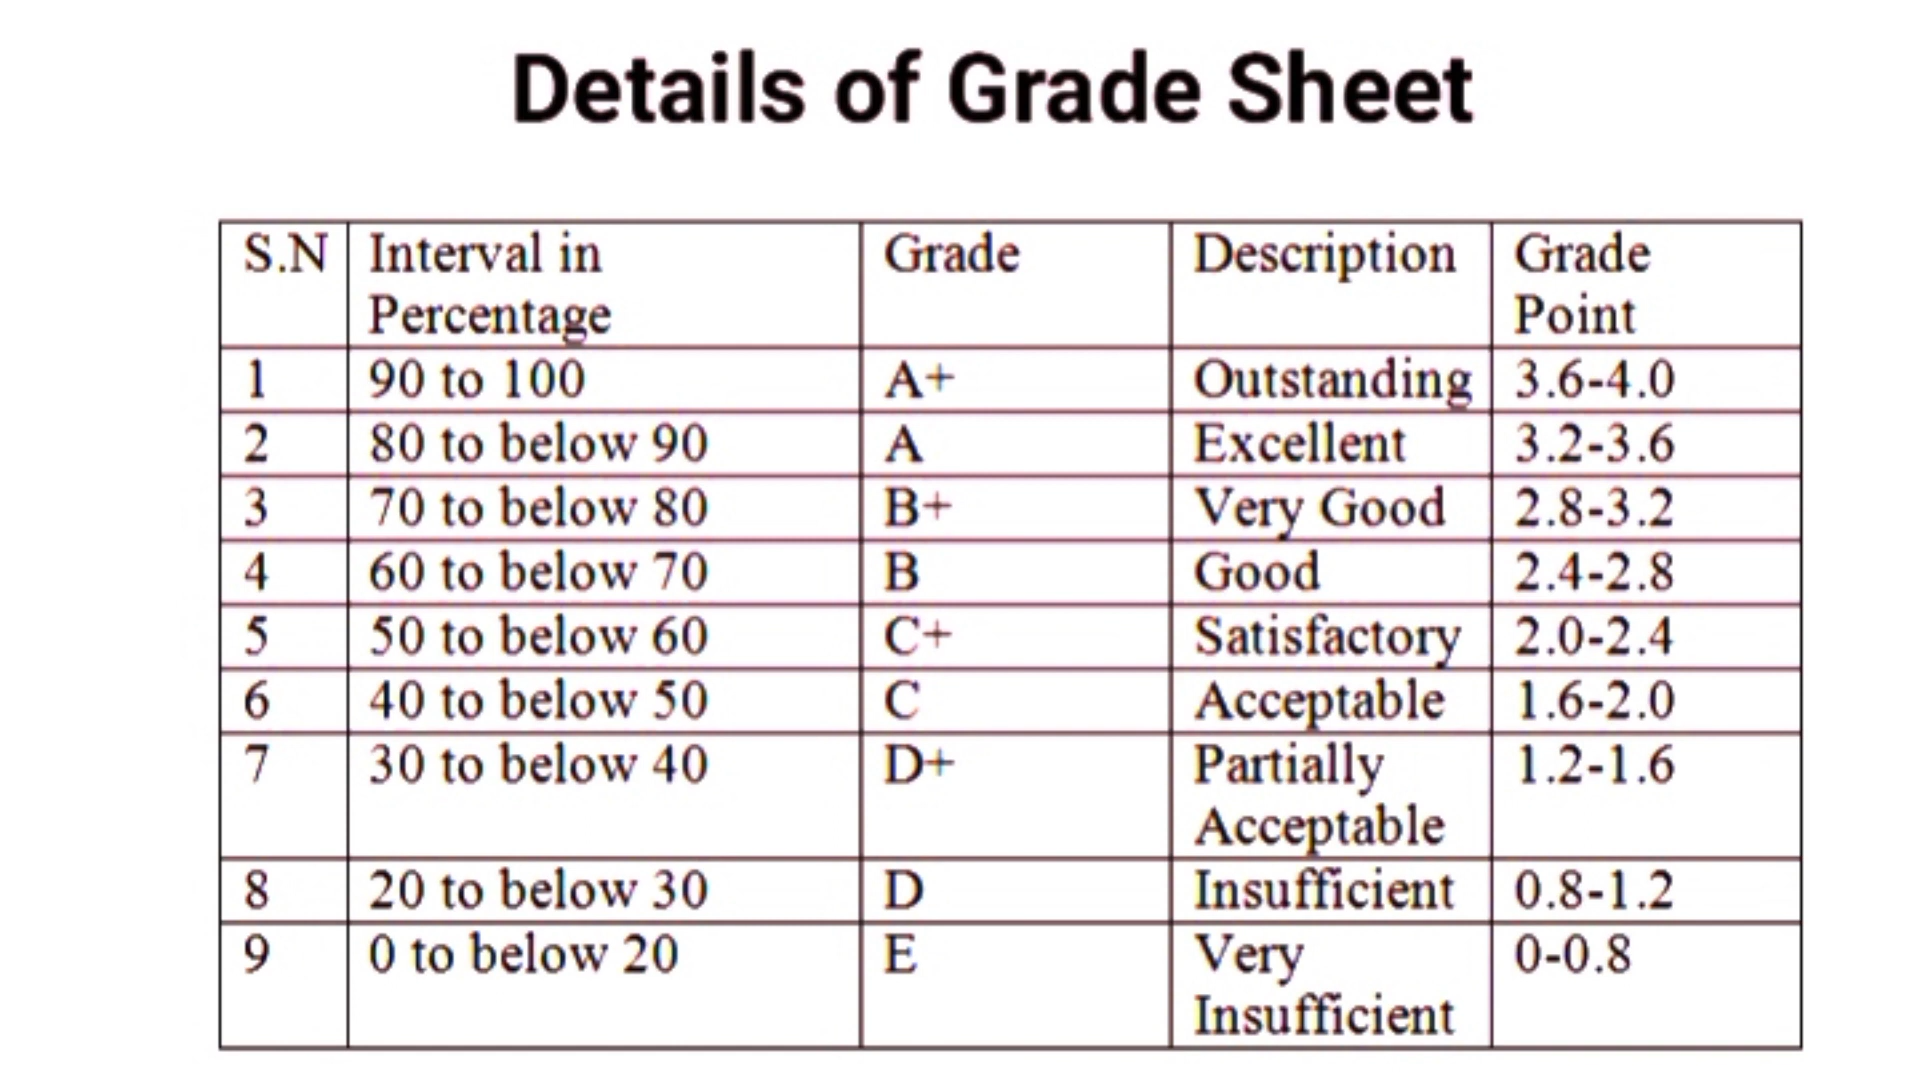 Details of Grade Sheet
S.N Interval in Percentage Grade Description Grade Point
1 90 to 100 A+ Outstanding 3.6-4.0
2 80 to below 90 A Excellent 3.2-3.6
3 70 to below 80 B+ Very Good 2.8-3.2
4 60 to below 70 B Good 2.4-2.8
5 50 to below 60 C+ Satisfactory 2.0-2.4
6 40 to below 50 C Acceptable 1.6-2.0
7 30 to below 40 D+ Partially Acceptable 1.2-1.6
8 20 to below 30 D Insufficient 0.8-1.2
9 0 to below 20 E Very Insufficient 0-0.8